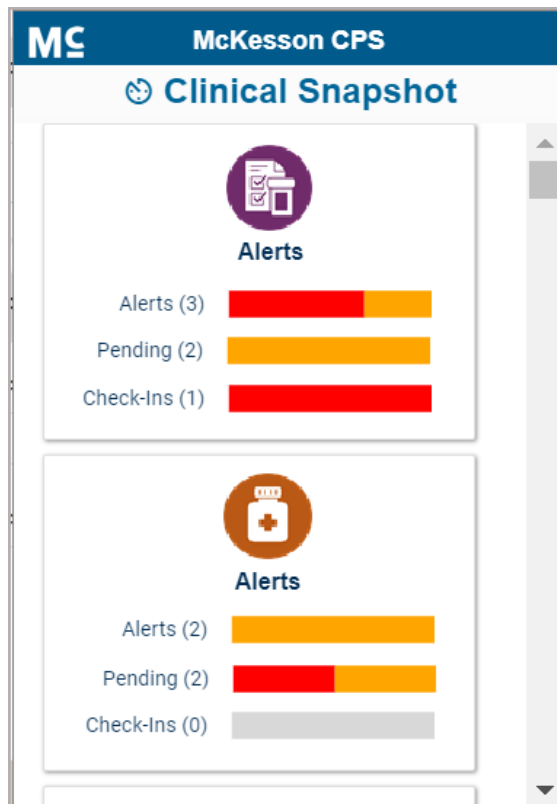 Mc McKesson CPS
Clinical Snapshot
Alerts
Alerts (3)
Pending (2)
Check-Ins (1)
Alerts
Alerts (2)
Pending (2)
Check-Ins (0)